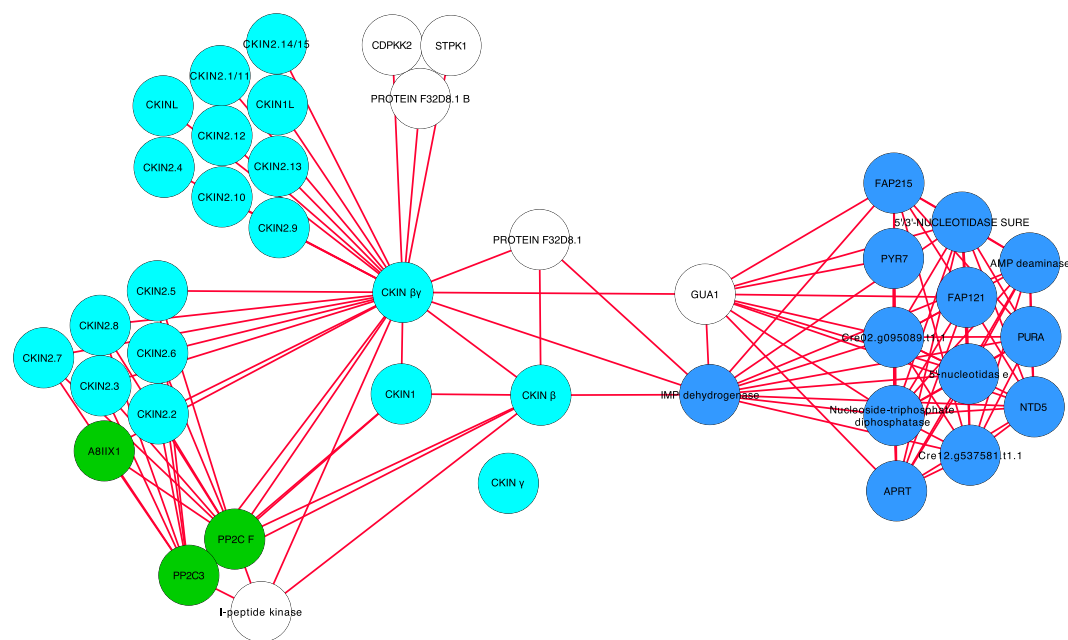 CKIN2.14/15
CDPKK2
STPK1
CKIN2.1/11
CKINL
CKIN1L
PROTEIN F32D8.1 B
CKIN2.12
CKIN2.4
CKIN2.13
CKIN2.10
CKIN2.9
FAP215
5'/3'-NUCLEOTIDASE SURE
PROTEIN F32D8.1
PYR7
AMP deaminase
CKIN2.5
CKIN βγ
GUA1
FAP121
CKIN2.8
Cre02.g095089.t1.1
PURA
CKIN2.7
CKIN2.6
CKIN2.3
5'-nucleotidase
CKIN1
CKIN β
IMP dehydrogenase
NTD5
CKIN2.2
Nucleoside-triphosphate
diphosphatase
A8IIX1
Cre12.g537581.t1.1
CKIN γ
APRT
PP2C F
PP2C3
I-peptide kinase